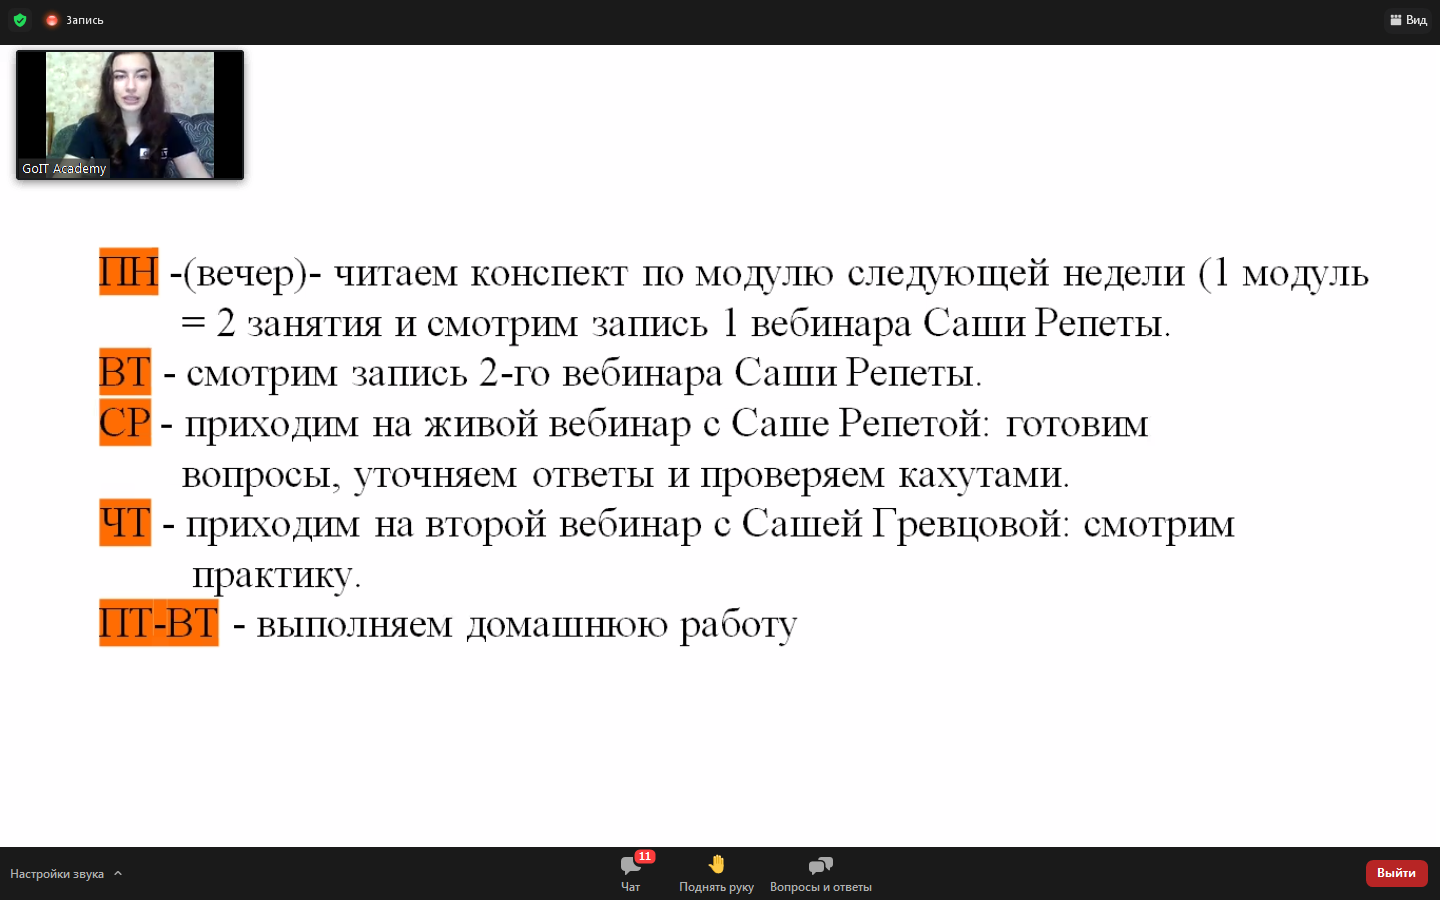 Запись
Вид
GoIT Academy
ПН -(вечер)- читаем конспект по модулю следующей недели (1 модуль
= 2 занятия и смотрим запись 1 вебинара Саши Репеты.
ВТ - смотрим запись 2-го вебинара Саши Репеты.
СР - приходим на живой вебинар с Саше Репетой: готовим
вопросы, уточняем ответы и проверяем кахутами.
ЧТ - приходим на второй вебинар с Сашей Гревцовой: смотрим
практику.
ПТ-ВТ - выполняем домашнюю работу
Настройки звука
11
Чат
Поднять руку
Вопросы и ответы
Выйти